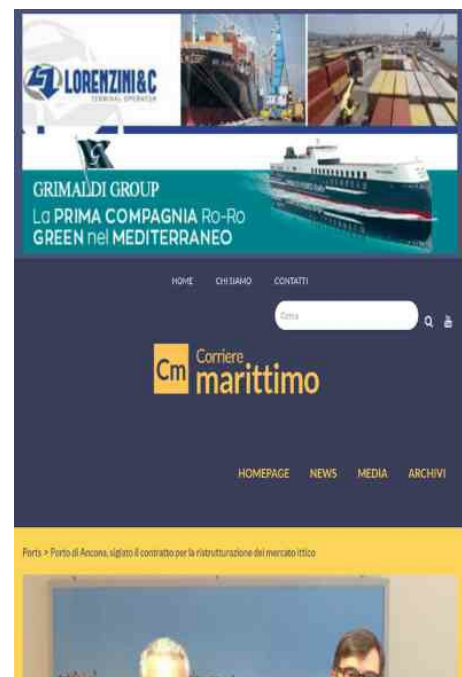 LORENZINI&C
TERMINAL OPERATOR
GRIMALDI GROUP
La PRIMA COMPAGNIA Ro-Ro
GREEN nel MEDITERRANEO
HOME CHI SIAMO CONTATTI
Cerca
Cm Corriere
marittimo
HOMEPAGE NEWS MEDIA ARCHIVI
Ports > Porto di Ancona, siglato il contratto per la ristrutturazione del mercato ittico